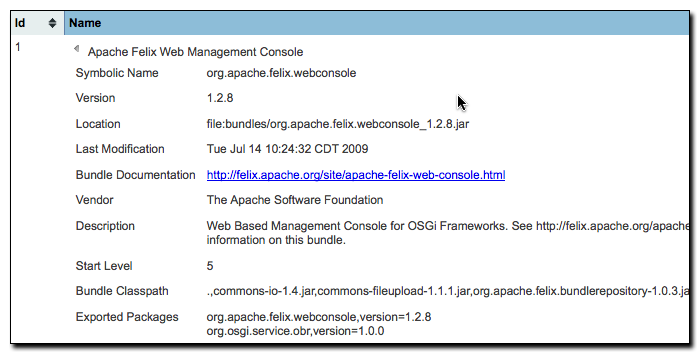 Id Name
1 Apache Felix Web Management Console
Symbolic Name org.apache.felix.webconsole
Version 1.2.8
Location file:bundles/org.apache.felix.webconsole_1.2.8.jar
Last Modification Tue Jul 14 10:24:32 CDT 2009
Bundle Documentation http://felix.apache.org/site/apache-felix-web-console.html
Vendor The Apache Software Foundation
Description Web Based Management Console for OSGi Frameworks. See http://felix.apache.org/apache
information on this bundle.
Start Level 5
Bundle Classpath .,commons-io-1.4.jar,commons-fileupload-1.1.1.jar,org.apache.felix.bundlerepository-1.0.3.ja
Exported Packages org.apache.felix.webconsole,version=1.2.8
org.osgi.service.obr,version=1.0.0